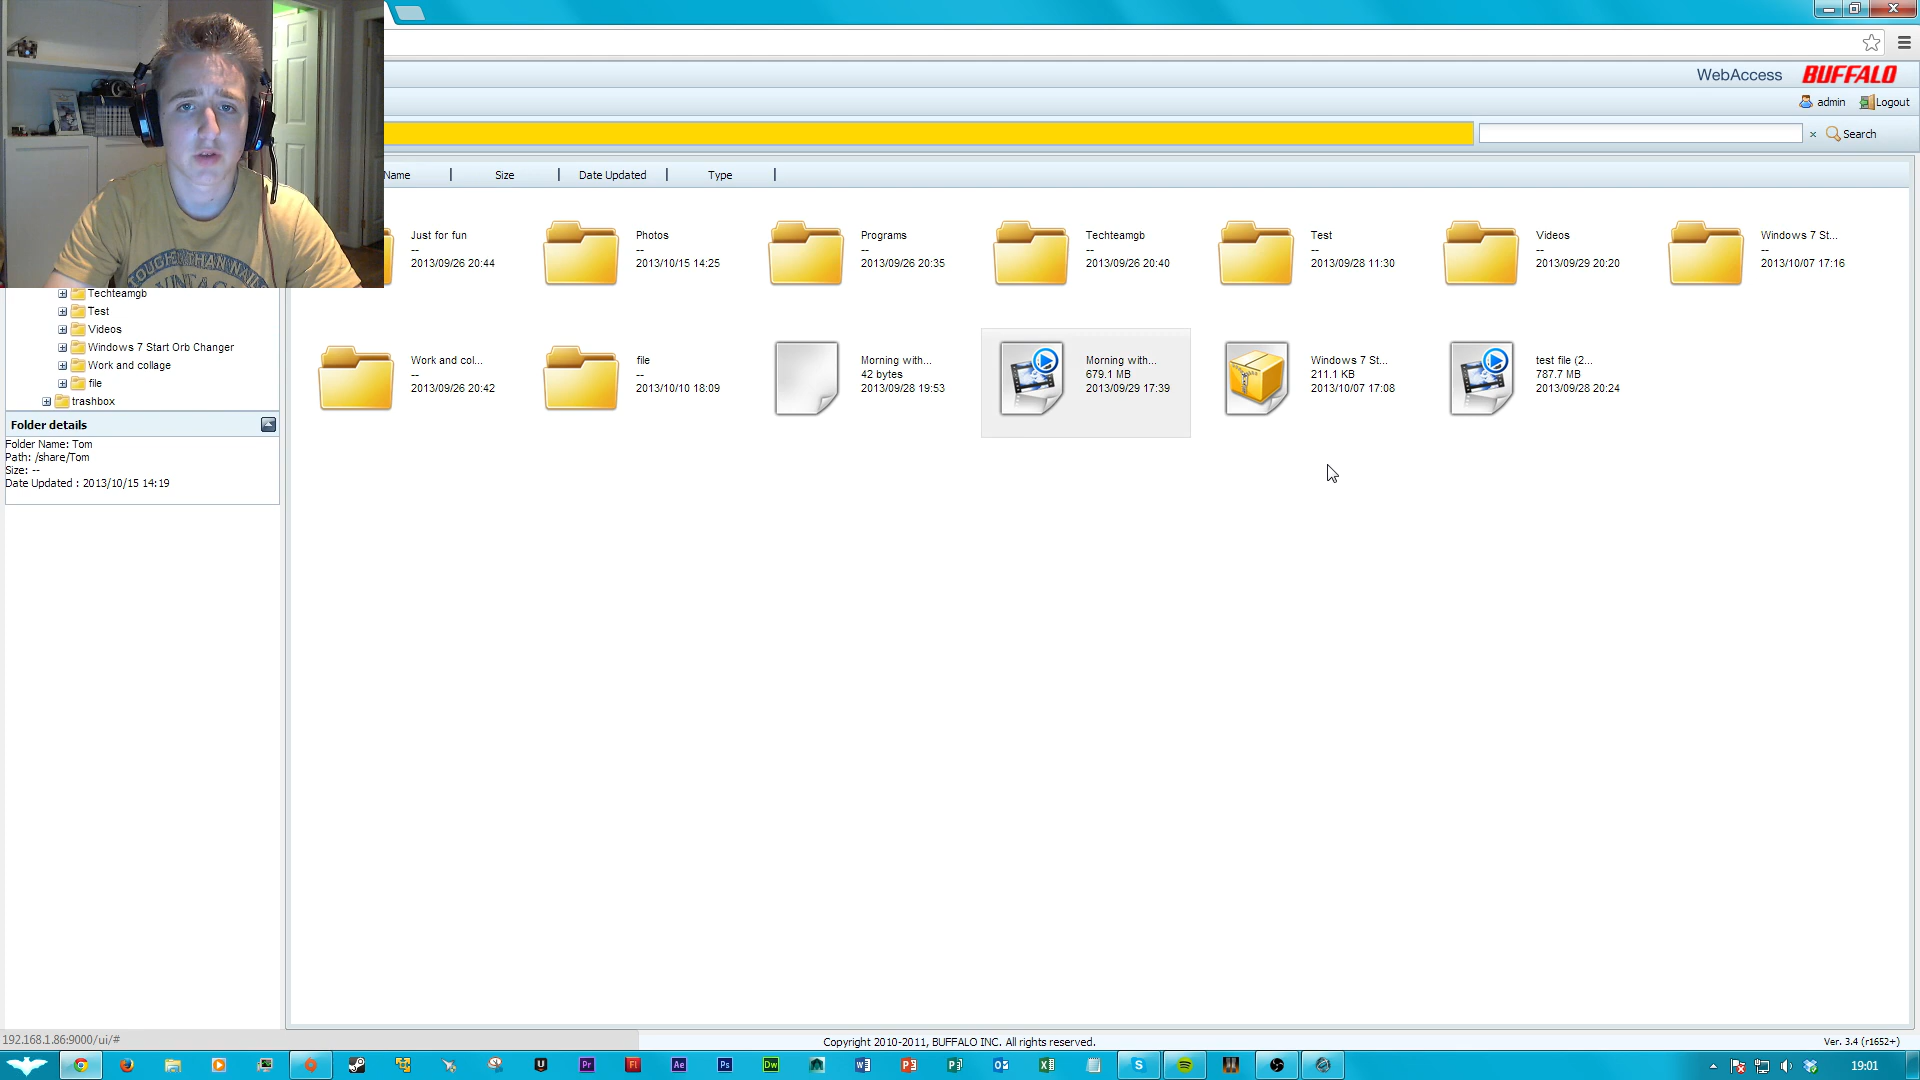 WebAccess BUFFALO
admin Logout
× Search
Name Size Date Updated Type
Just for fun
--
2013/09/26 20:44
Photos
--
2013/10/15 14:25
Programs
--
2013/09/26 20:35
Techteamgb
--
2013/09/26 20:40
Test
--
2013/09/28 11:30
Videos
--
2013/09/29 20:20
Windows 7 St...
--
2013/10/07 17:16
Work and col...
--
2013/09/26 20:42
file
--
2013/10/10 18:09
Morning with...
42 bytes
2013/09/28 19:53
Morning with...
679.1 MB
2013/09/29 17:39
Windows 7 St...
211.1 KB
2013/10/07 17:08
test file (2...
787.7 MB
2013/09/28 20:24
Techteamgb
Test
Videos
Windows 7 Start Orb Changer
Work and collage
file
trashbox
Folder details
Folder Name: Tom
Path: /share/Tom
Size: --
Date Updated : 2013/10/15 14:19
192.168.1.86:9000/ui/#
Copyright 2010-2011, BUFFALO INC. All rights reserved.
Ver. 3.4 (r1652+)
Pr
Fl
Ae
Ps
Dw
19:01